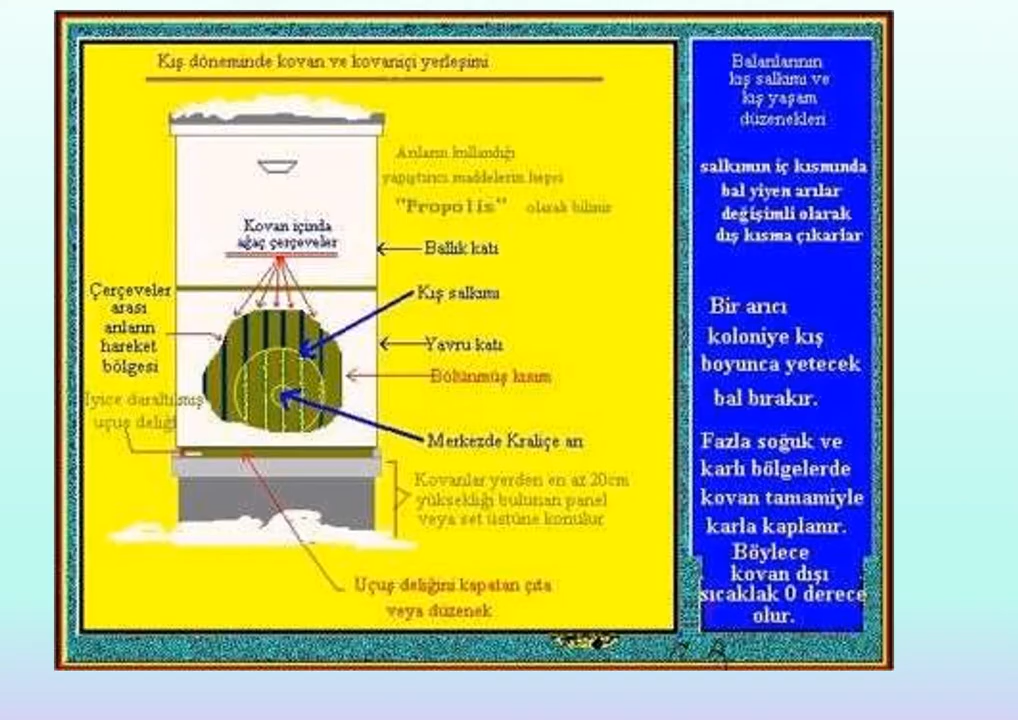 Kış döneminde kovan ve kovaniçi yerleşimi
Arıların kullandığı
yapıştırıcı maddelerin hepsi
"Propolis" olarak bilinir
Kovan içinda
ağaç çerçeveler
Ballık katı
Çerçeveler
arası
arıların
hareket
bölgesi
Kış salkımı
Yavru katı
Bölünmüş kısım
İyice daraltılmış
uçuş deliği
Merkezde Kraliçe arı
Kovanlar yerden en az 20cm
yüksekliği bulunan panel
veya set üstüne konulur
Uçuş deliğini kapatan çıta
veya düzenek
Balarılarının
kış salkımı ve
kış yaşam
düzenekleri
salkımın iç kısmında
bal yiyen arılar
değişimli olarak
dış kısma çıkarlar
Bir arıcı
koloniye kış
boyunca yetecek
bal bırakır.
Fazla soğuk ve
karlı bölgelerde
kovan tamamiyle
karla kaplanır.
Böylece
kovan dışı
sıcaklak 0 derece
olur.